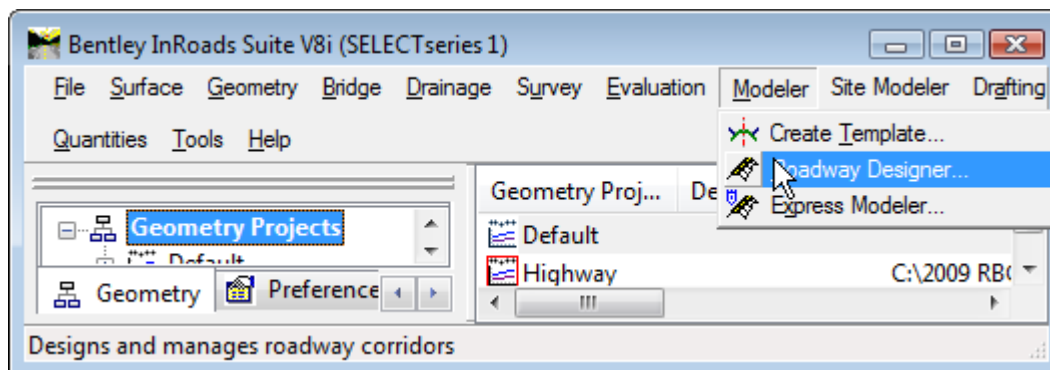 Bentley InRoads Suite V8i (SELECTseries 1)
File Surface Geometry Bridge Drainage Survey Evaluation Modeler Site Modeler Drafting
Quantities Tools Help
Create Template...
Roadway Designer...
Express Modeler...
Geometry Projects
Default
Geometry Preference
Geometry Proj... De
Default
Highway C:\2009 RB(
Designs and manages roadway corridors